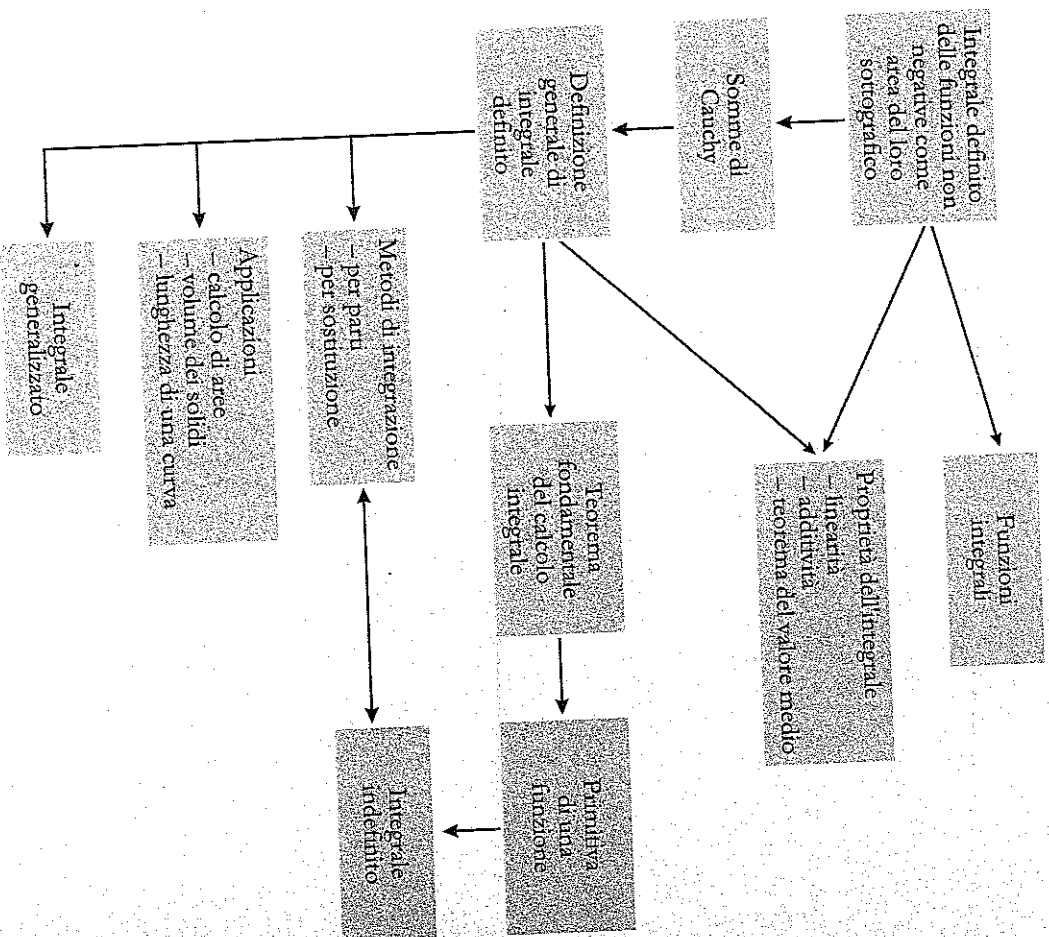 Integrale definito
delle funzioni non
negative come
area del loro
sottografico
Funzioni
integrali
Somme di
Cauchy
Proprietà dell'integrale
– linearità
– additività
– teorema del valore medio
Definizione
generale di
integrale
definito
Teorema
fondamentale
del calcolo
integrale
Primitiva
di una
funzione
Metodi di integrazione
– per parti
– per sostituzione
Integrale
indefinito
Applicazioni
– calcolo di aree
– volume dei solidi
– lunghezza di una curva
Integrale
generalizzato